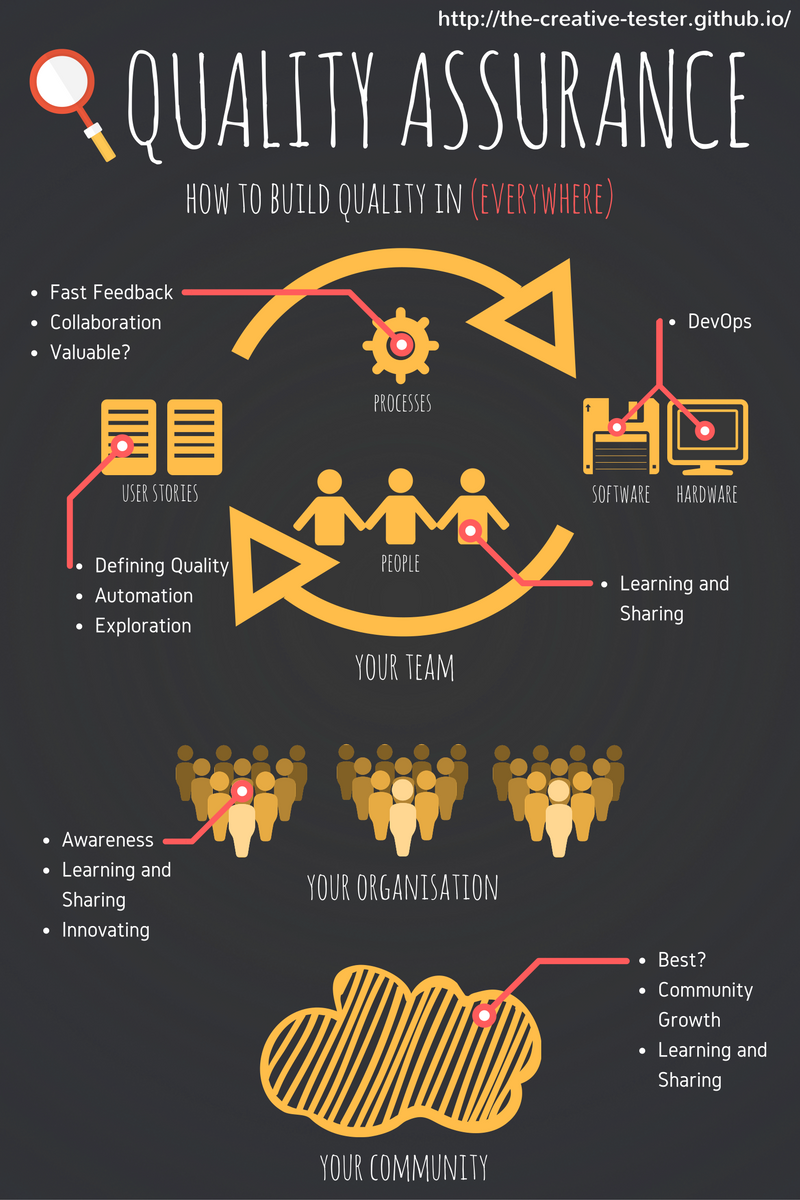 http://the-creative-tester.github.io/
QUALITY ASSURANCE
HOW TO BUILD QUALITY IN (EVERYWHERE)
• Fast Feedback
• Collaboration
• Valuable?
• DevOps
PROCESSES
USER STORIES
SOFTWARE
HARDWARE
PEOPLE
• Defining Quality
• Automation
• Exploration
• Learning and
Sharing
YOUR TEAM
• Awareness
• Learning and
Sharing
• Innovating
YOUR ORGANISATION
• Best?
• Community
Growth
• Learning and
Sharing
YOUR COMMUNITY